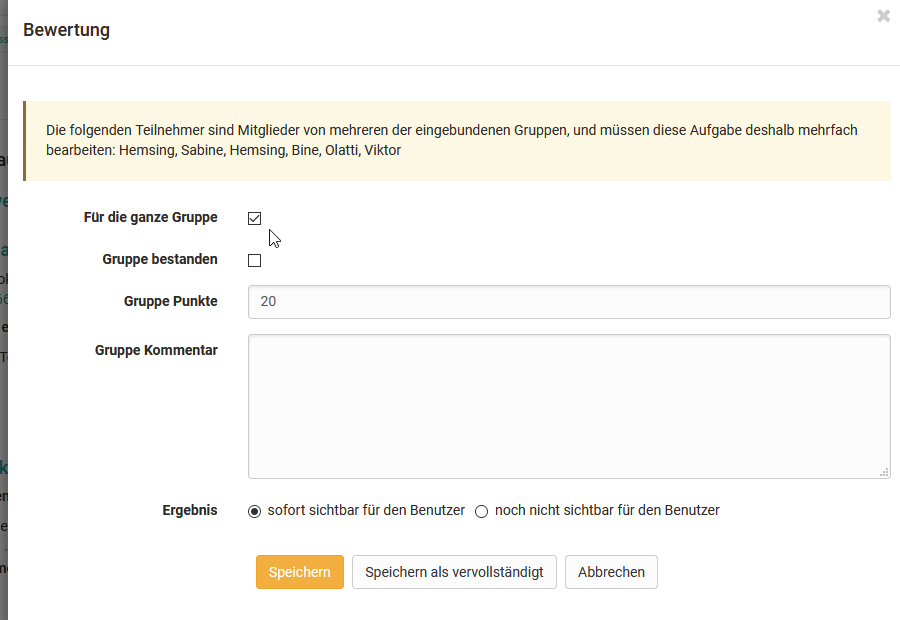 Bewertung
Die folgenden Teilnehmer sind Mitglieder von mehreren der eingebundenen Gruppen, und müssen diese Aufgabe deshalb mehrfach
bearbeiten: Hemsing, Sabine, Hemsing, Bine, Olatti, Viktor
Für die ganze Gruppe
Gruppe bestanden
Gruppe Punkte 20
Gruppe Kommentar
Ergebnis sofort sichtbar für den Benutzer noch nicht sichtbar für den Benutzer
Speichern Speichern als vervollständigt Abbrechen